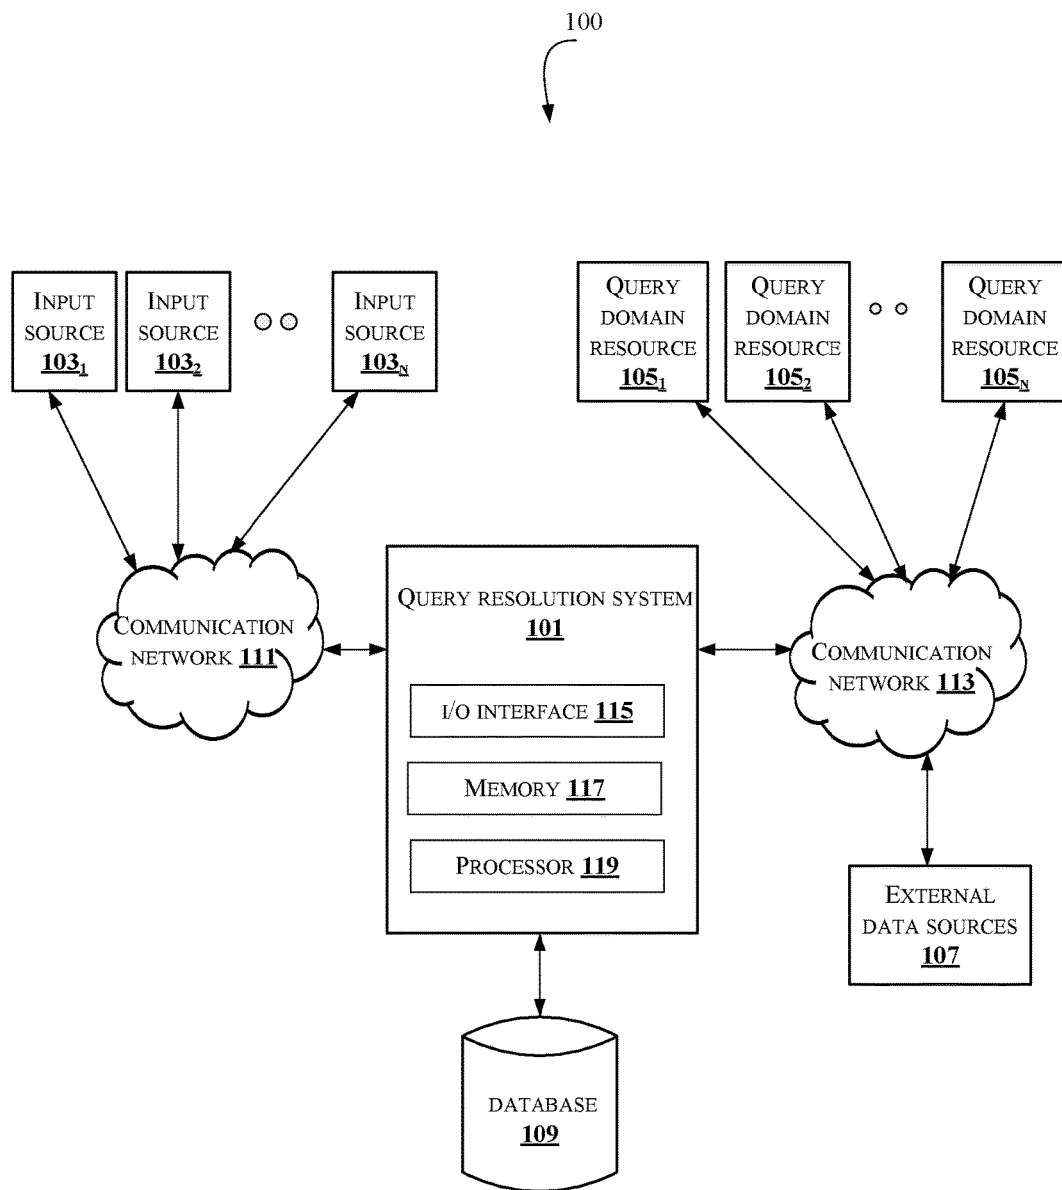 100
INPUT
SOURCE
103₁
INPUT
SOURCE
103₂
INPUT
SOURCE
103ₙ
QUERY
DOMAIN
RESOURCE
105₁
QUERY
DOMAIN
RESOURCE
105₂
QUERY
DOMAIN
RESOURCE
105ₙ
COMMUNICATION
NETWORK 111
QUERY RESOLUTION SYSTEM
101
I/O INTERFACE 115
MEMORY 117
PROCESSOR 119
COMMUNICATION
NETWORK 113
EXTERNAL
DATA SOURCES
107
DATABASE
109